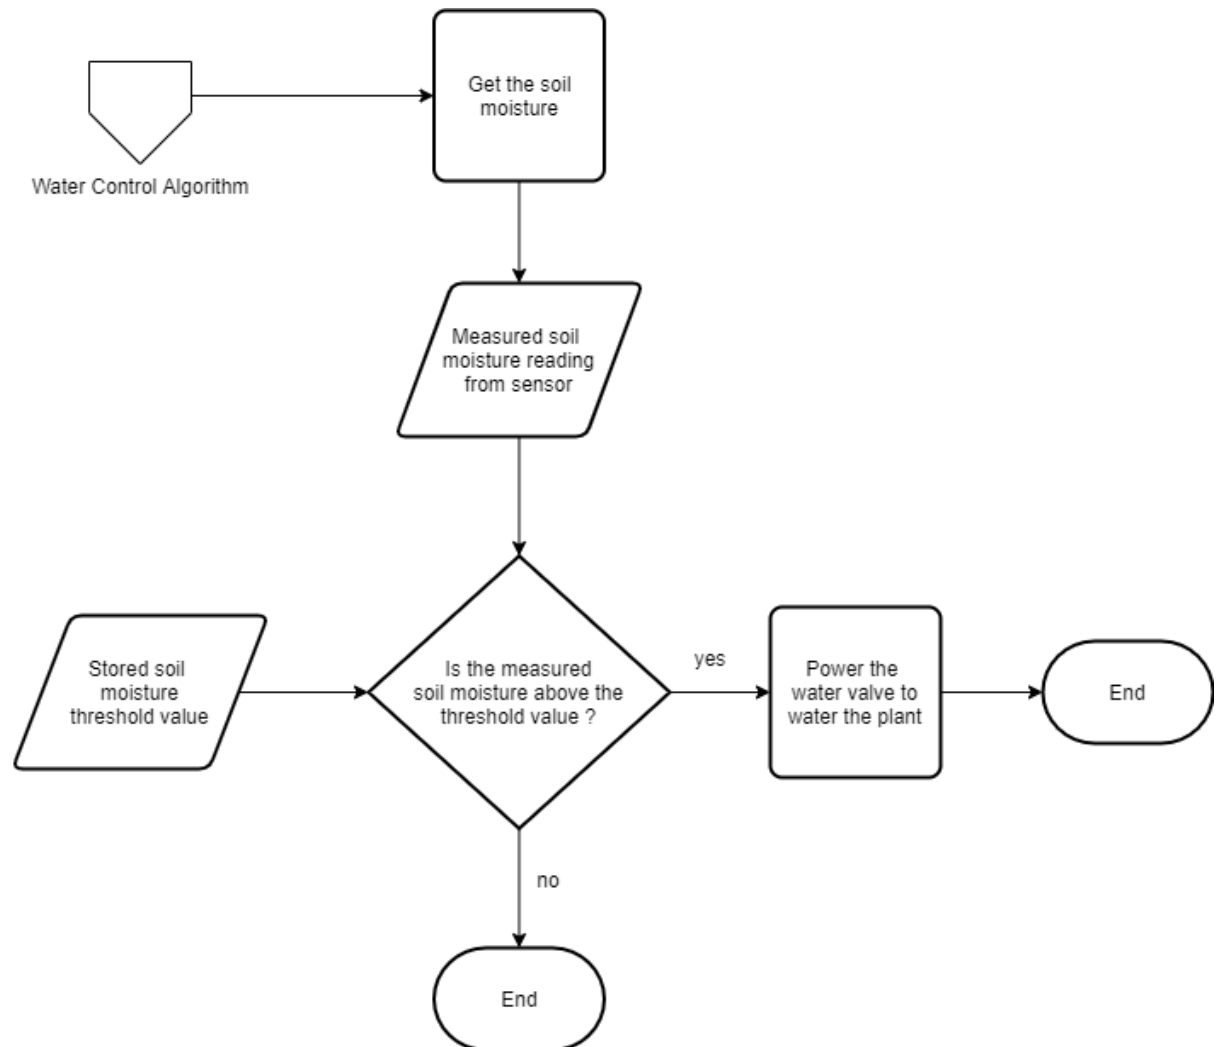 Get the soil
moisture
Water Control Algorithm
Measured soil
moisture reading
from sensor
Stored soil
moisture
threshold value
Is the measured
soil moisture above the
threshold value ?
yes
Power the
water valve to
water the plant
End
no
End